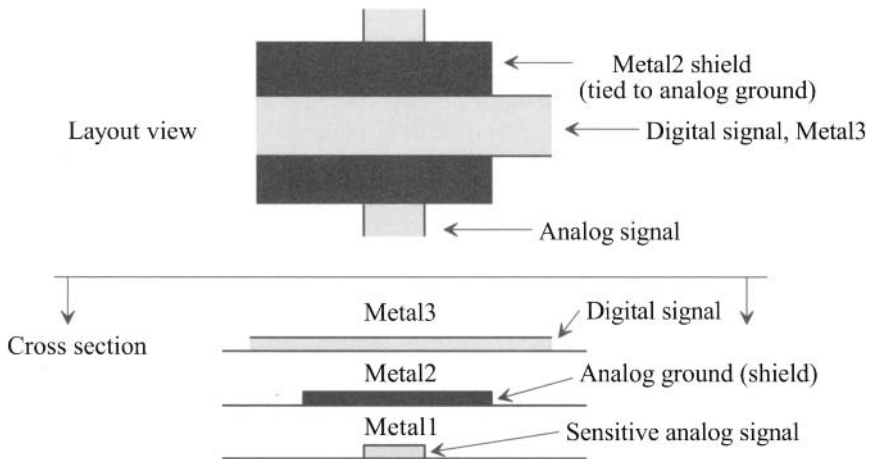 Metal2 shield
(tied to analog ground)
Layout view
Digital signal, Metal3
Analog signal
Metal3
Digital signal
Cross section
Metal2
Analog ground (shield)
Metal1
Sensitive analog signal